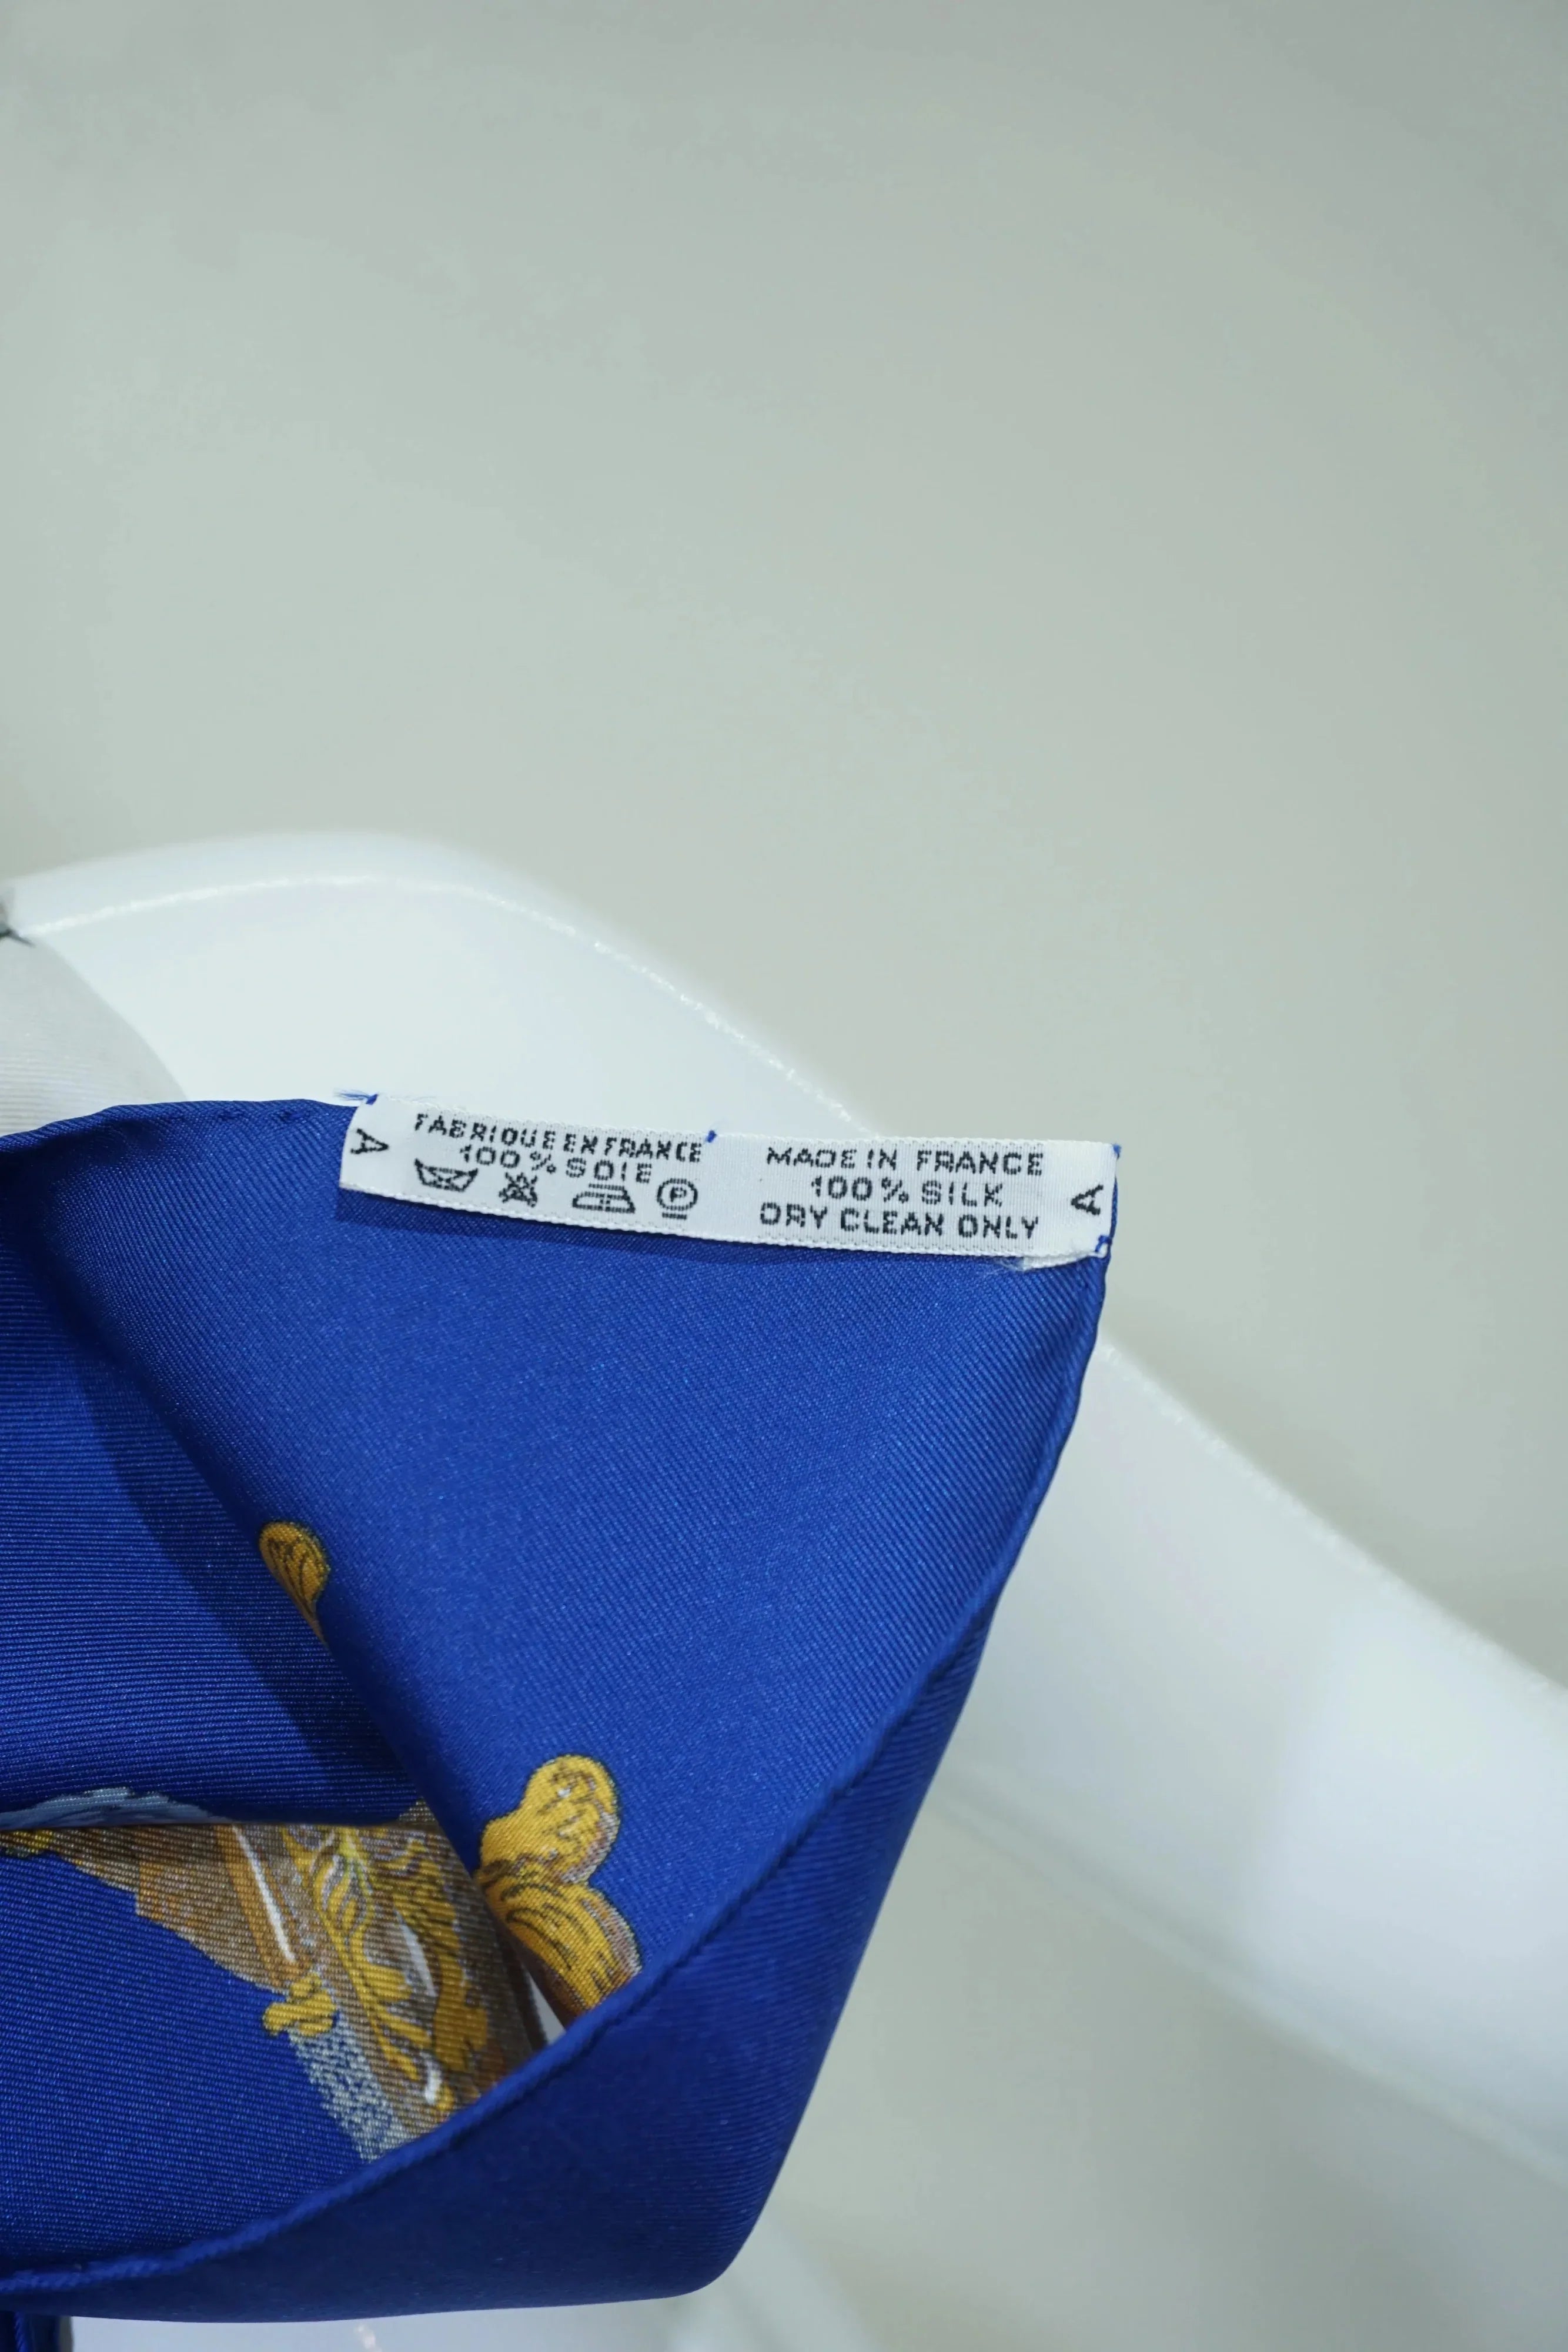 A
FABRIQUE EN FRANCE
100% SOIE
P
MADE IN FRANCE
100% SILK
DRY CLEAN ONLY
A